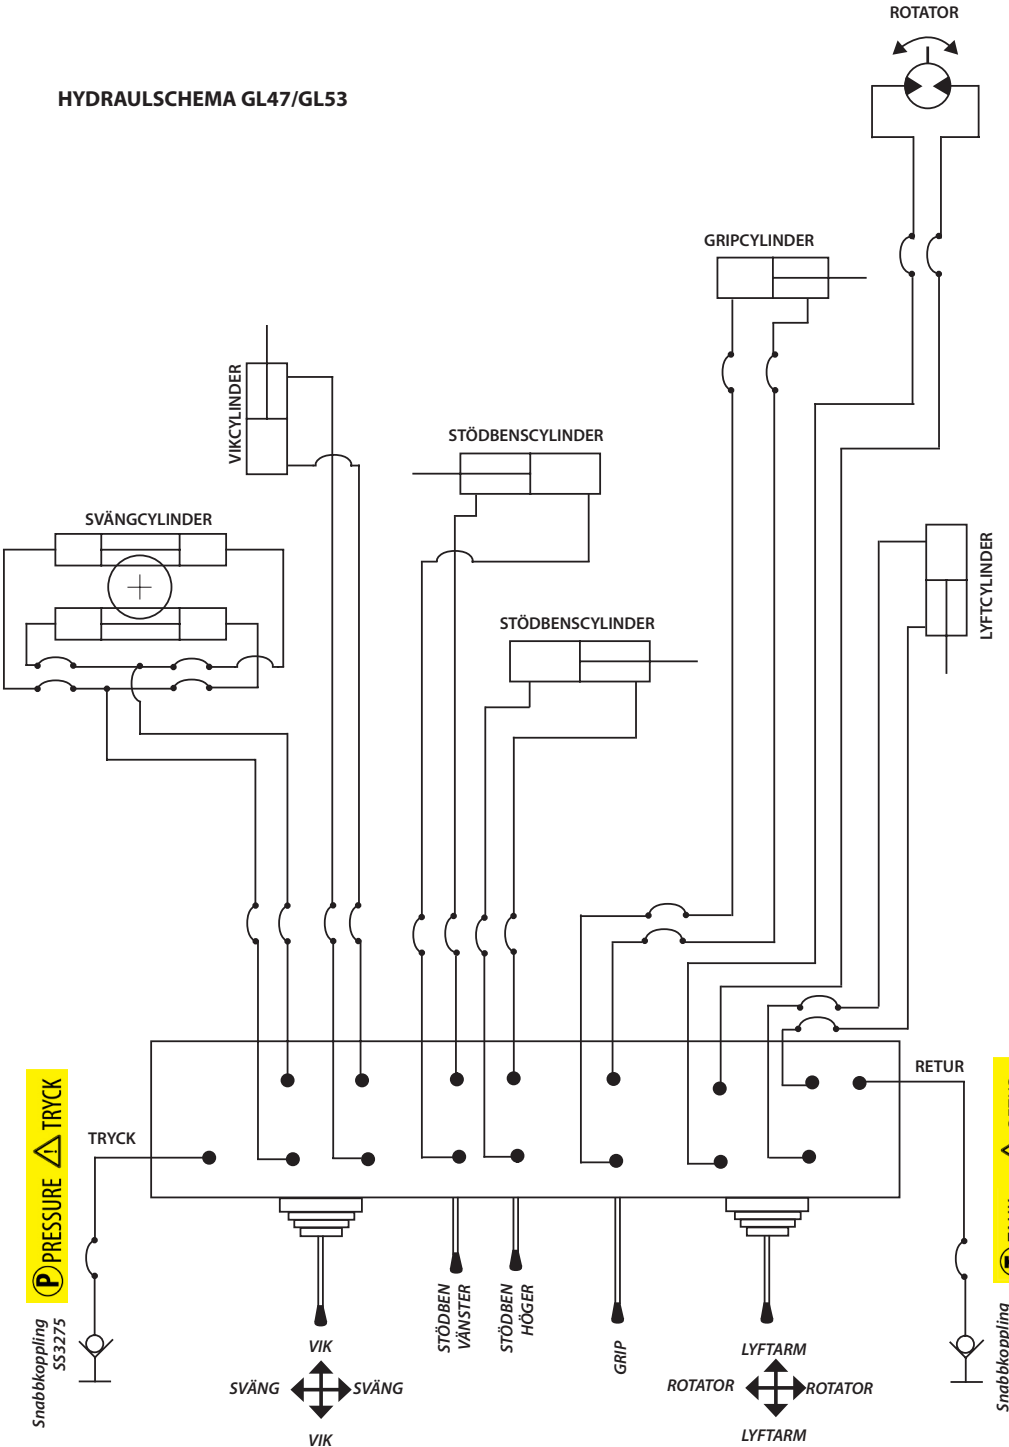 ROTATOR
HYDRAULSCHEMA GL47/GL53
GRIPCYLINDER
VIKCYLINDER
STÖDBENSCYLINDER
SVÄNGCYLINDER
LYFTCYLINDER
STÖDBENSCYLINDER
RETUR
TRYCK
P PRESSURE ⚠ TRYCK
Snabbkoppling
SS3275
STÖDBEN
VÄNSTER
STÖDBEN
HÖGER
GRIP
VIK
SVÄNG SVÄNG
VIK
LYFTARM
ROTATOR ROTATOR
LYFTARM
Snabbkoppling